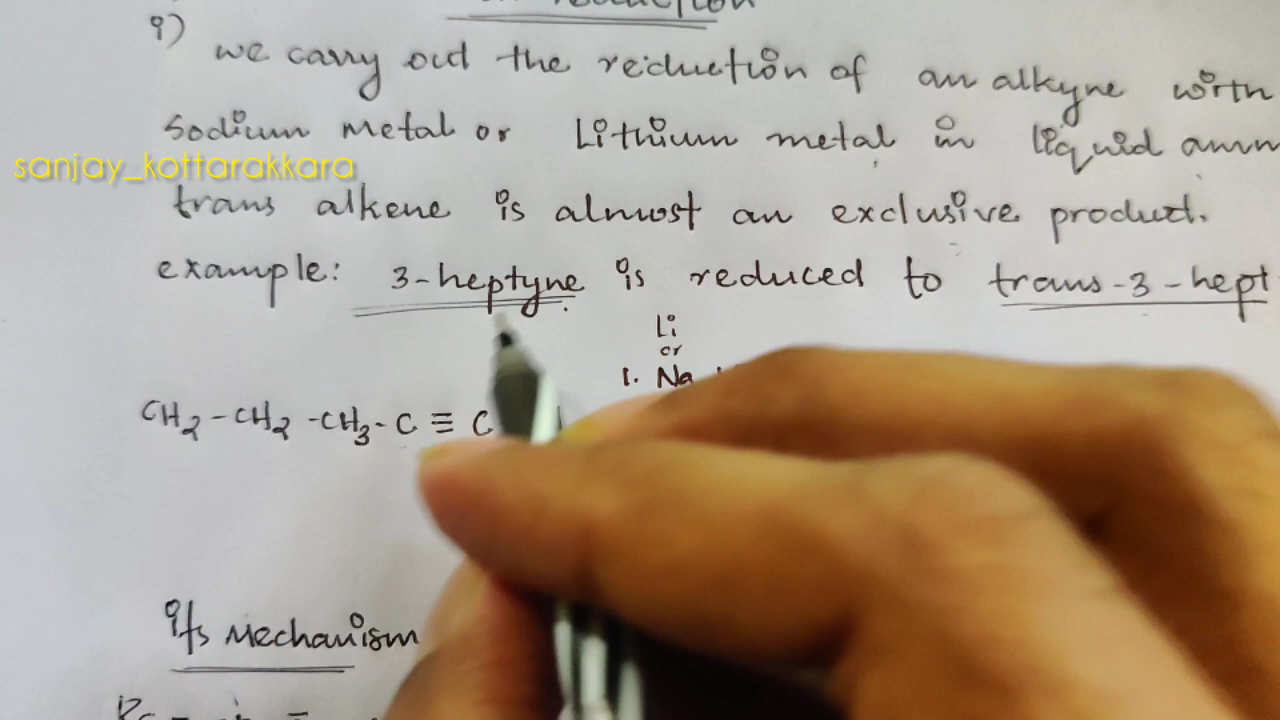 9)
we carry out the reduction of an alkyne with
sodium metal or Lithium metal in liquid amm
sanjay_kottarakkara
trans alkene is almost an exclusive product.
example: 3-heptyne is reduced to trans-3-hept
Li
or
1. Na
CH2-CH2-CH3-C≡C
its Mechanism